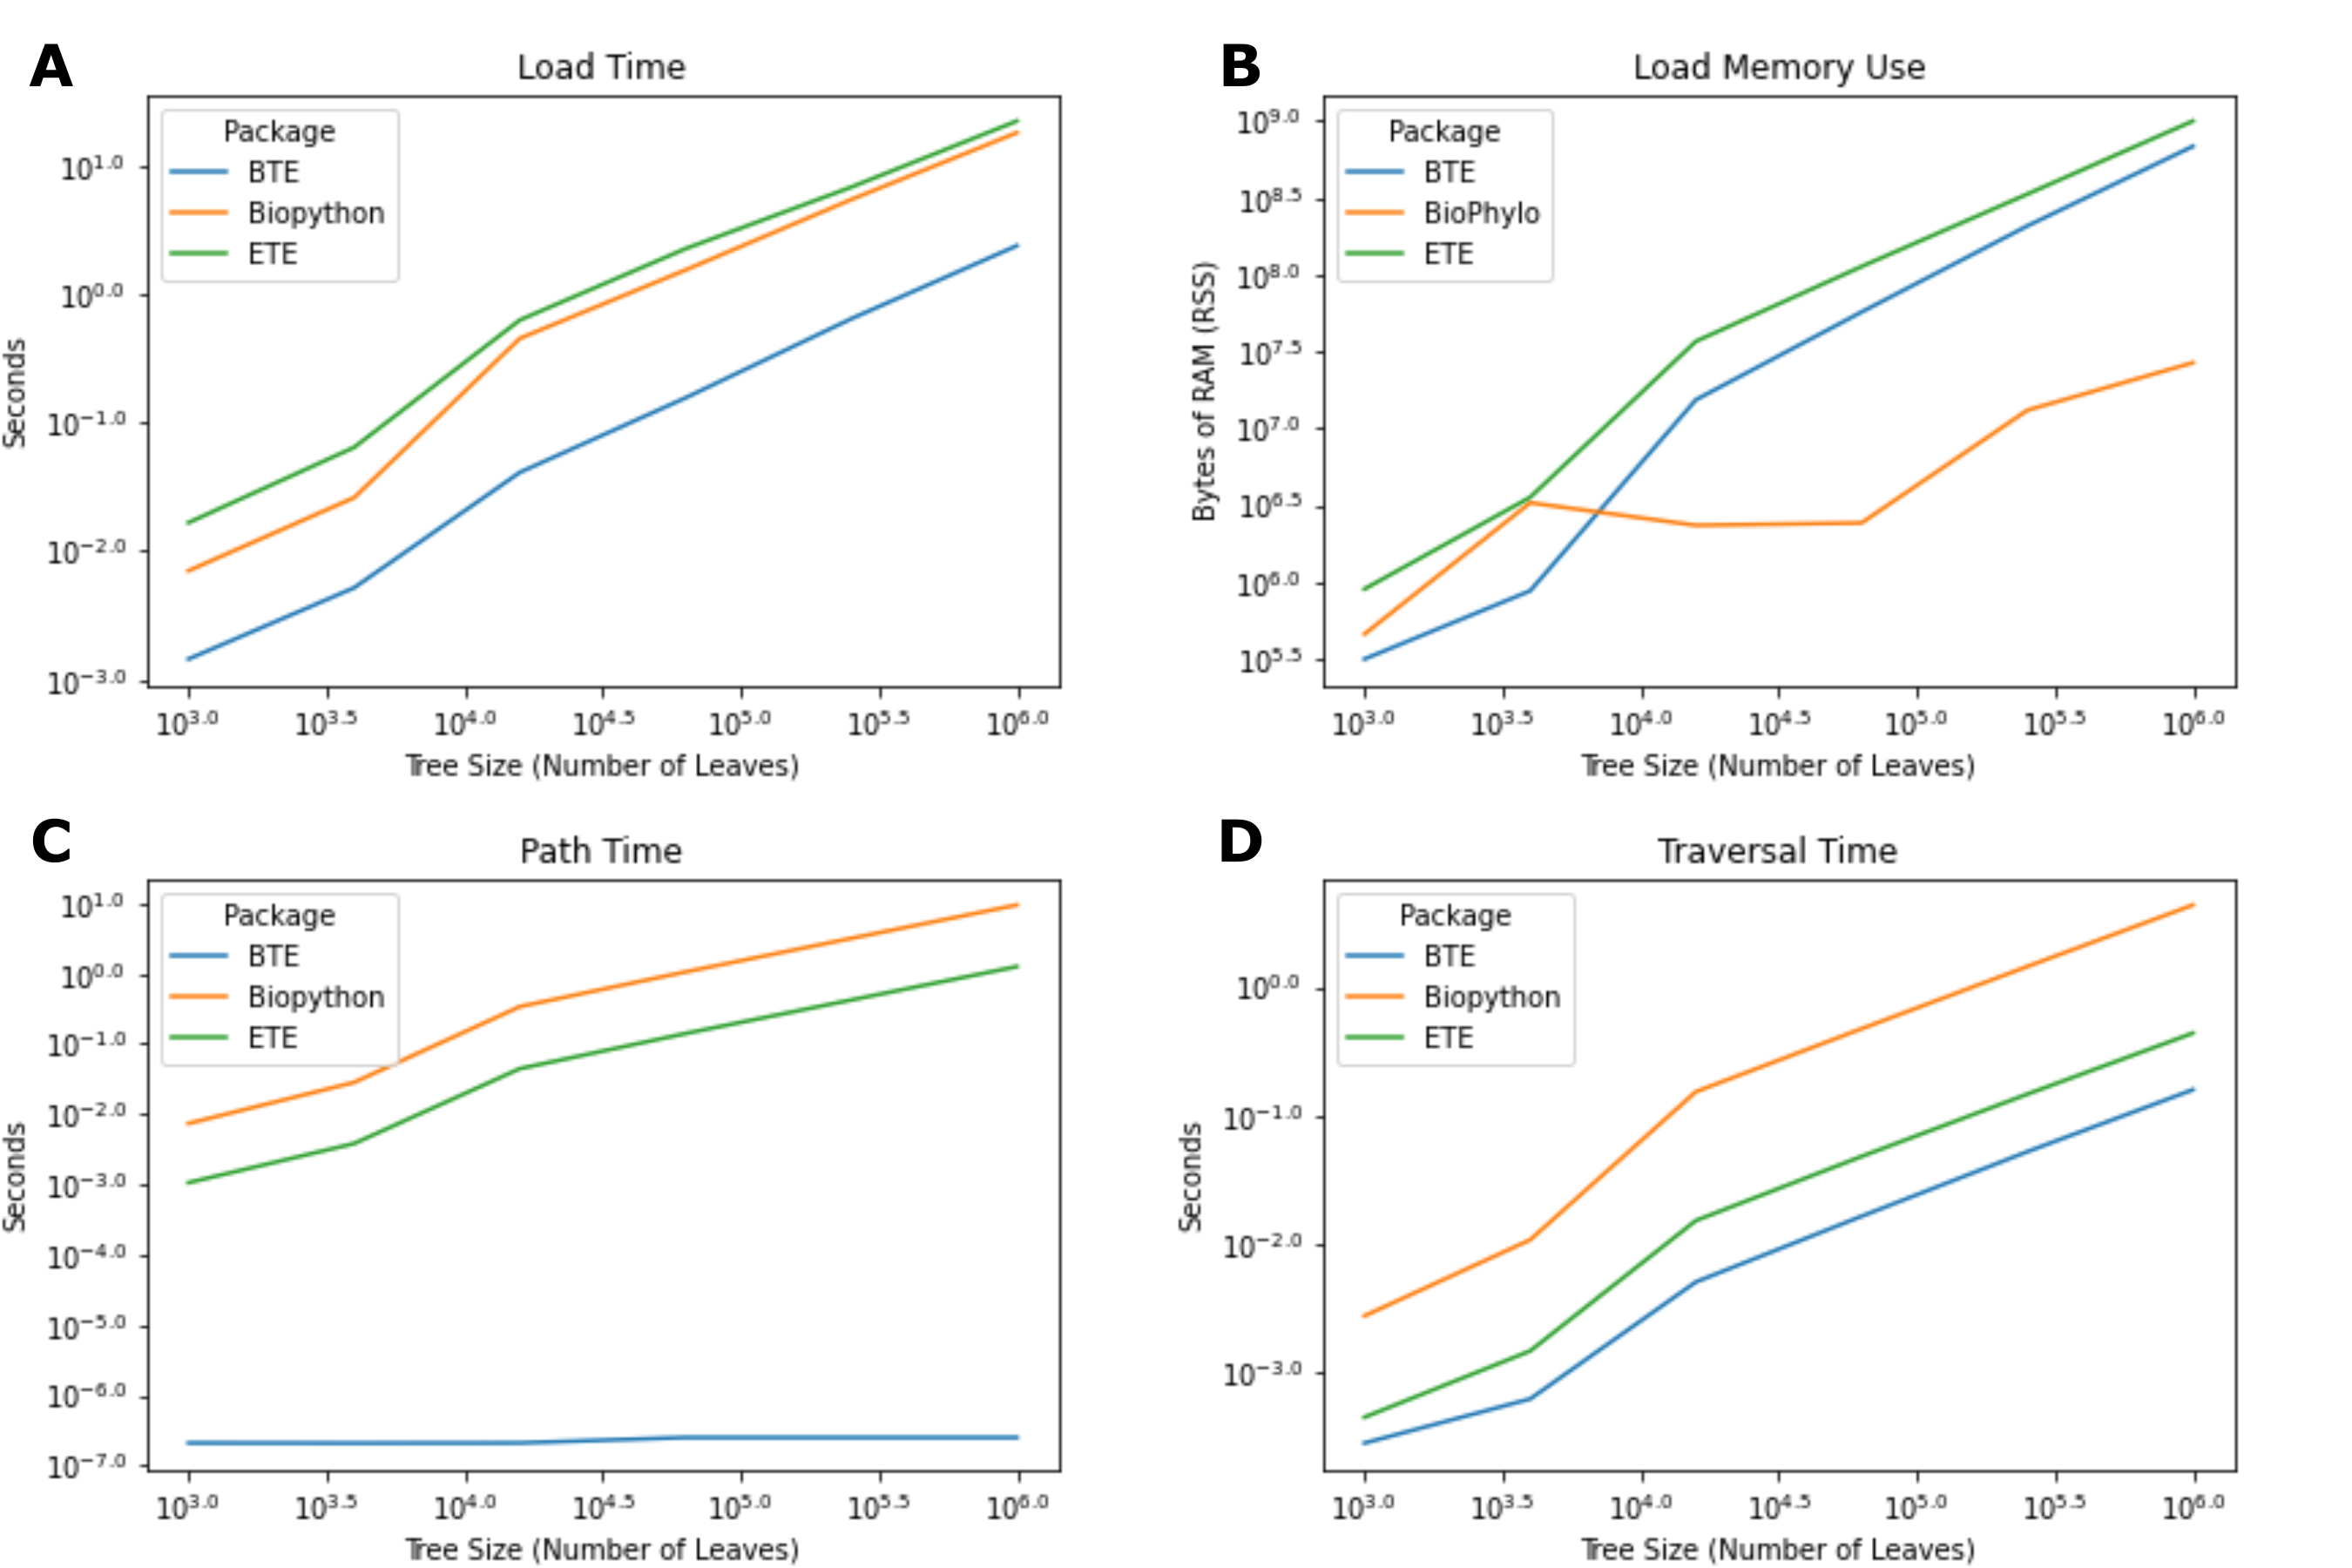 A
Load Time
Package
BTE
Biopython
ETE
10^1.0
10^0.0
10^−1.0
10^−2.0
10^−3.0
Seconds
10^3.0 10^3.5 10^4.0 10^4.5 10^5.0 10^5.5 10^6.0
Tree Size (Number of Leaves)
B
Load Memory Use
Package
BTE
BioPhylo
ETE
10^9.0
10^8.5
10^8.0
10^7.5
10^7.0
10^6.5
10^6.0
10^5.5
Bytes of RAM (RSS)
10^3.0 10^3.5 10^4.0 10^4.5 10^5.0 10^5.5 10^6.0
Tree Size (Number of Leaves)
C
Path Time
Package
BTE
Biopython
ETE
10^1.0
10^0.0
10^−1.0
10^−2.0
10^−3.0
10^−4.0
10^−5.0
10^−6.0
10^−7.0
Seconds
10^3.0 10^3.5 10^4.0 10^4.5 10^5.0 10^5.5 10^6.0
Tree Size (Number of Leaves)
D
Traversal Time
Package
BTE
Biopython
ETE
10^0.0
10^−1.0
10^−2.0
10^−3.0
Seconds
10^3.0 10^3.5 10^4.0 10^4.5 10^5.0 10^5.5 10^6.0
Tree Size (Number of Leaves)